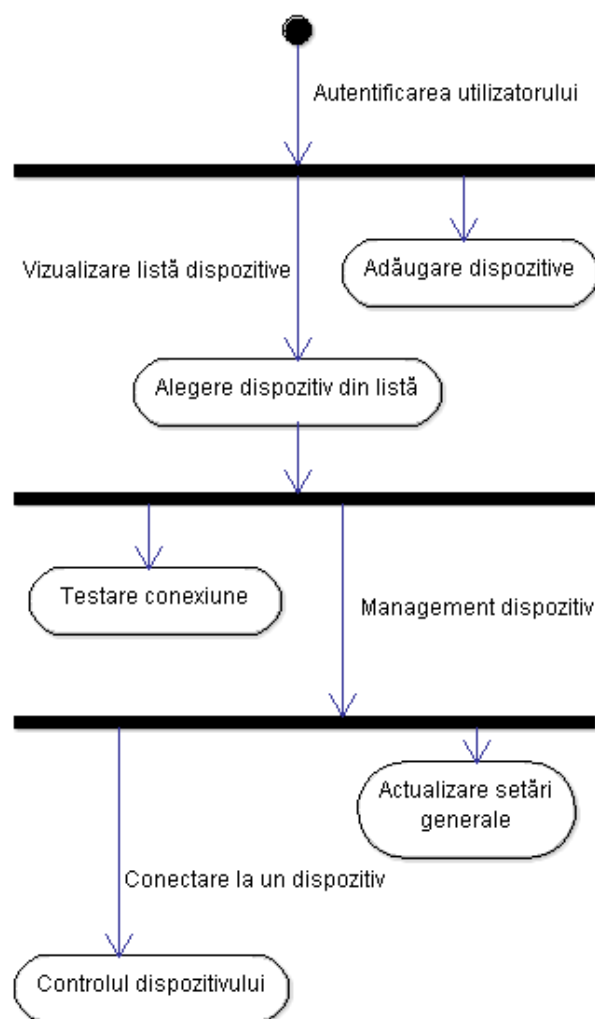 Autentificarea utilizatorului
Vizualizare listă dispozitive
Adăugare dispozitive
Alegere dispozitiv din listă
Testare conexiune
Management dispozitiv
Actualizare setări
generale
Conectare la un dispozitiv
Controlul dispozitivului